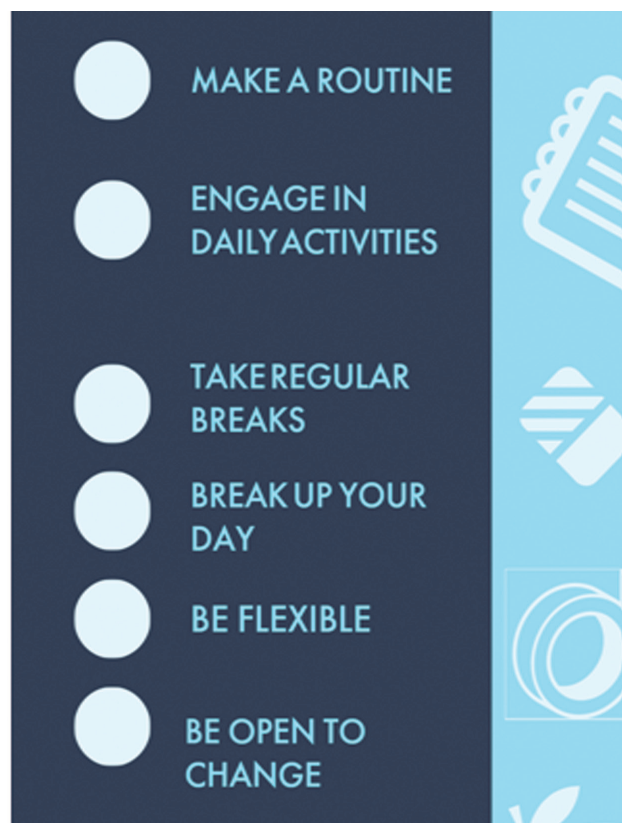 MAKE A ROUTINE
ENGAGE IN
DAILY ACTIVITIES
TAKE REGULAR
BREAKS
BREAK UP YOUR
DAY
BE FLEXIBLE
BE OPEN TO
CHANGE